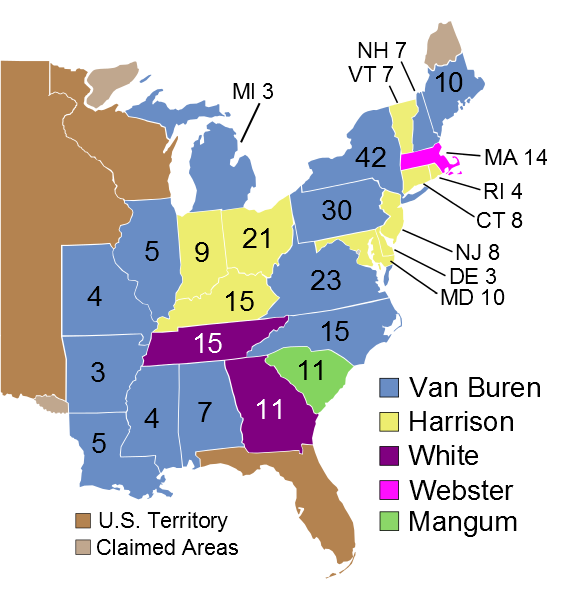 NH 7
VT 7
MI 3
10
42
MA 14
RI 4
CT 8
30
NJ 8
DE 3
MD 10
5
9
21
23
4
15
15
15
3
11
11
4
7
5
Van Buren
Harrison
White
Webster
Mangum
U.S. Territory
Claimed Areas